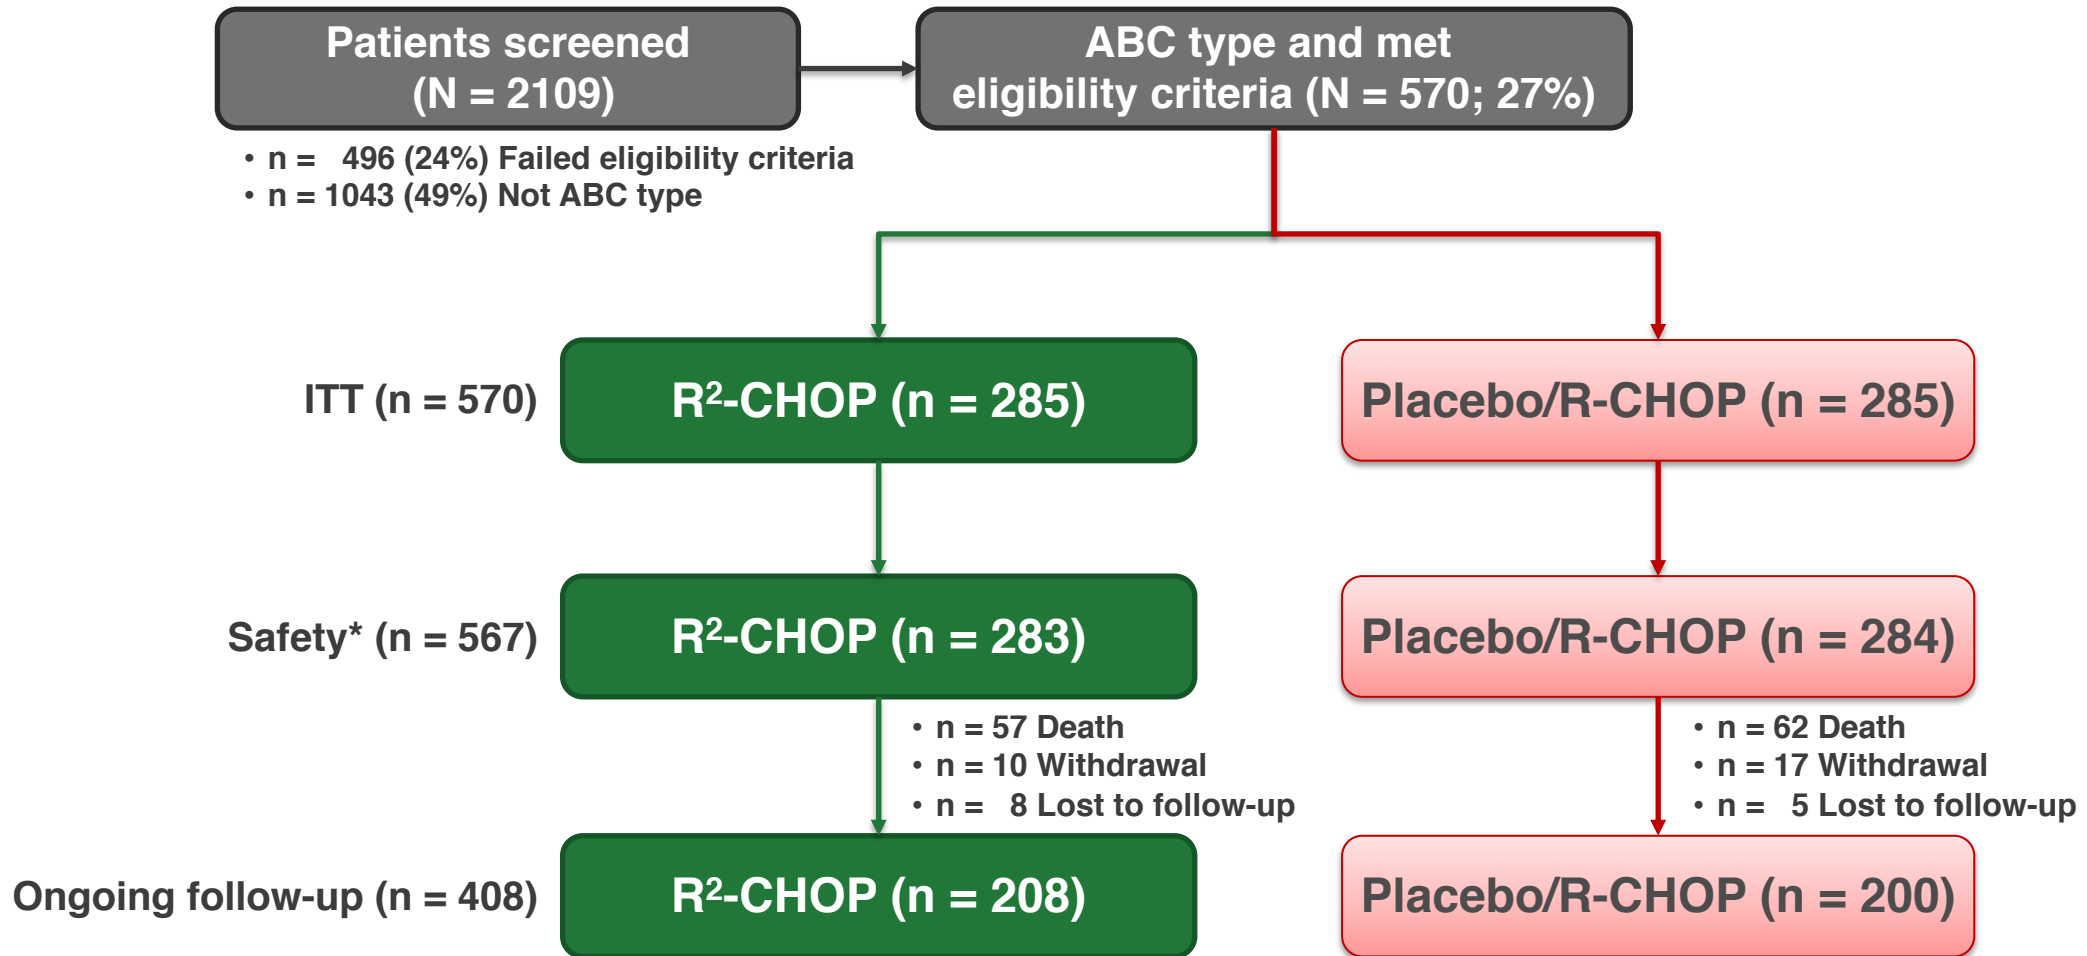 Patients screened
(N = 2109)
ABC type and met
eligibility criteria (N = 570; 27%)
• n = 496 (24%) Failed eligibility criteria
• n = 1043 (49%) Not ABC type
ITT (n = 570)
R²-CHOP (n = 285)
Placebo/R-CHOP (n = 285)
Safety* (n = 567)
R²-CHOP (n = 283)
Placebo/R-CHOP (n = 284)
• n = 57 Death
• n = 10 Withdrawal
• n = 8 Lost to follow-up
• n = 62 Death
• n = 17 Withdrawal
• n = 5 Lost to follow-up
Ongoing follow-up (n = 408)
R²-CHOP (n = 208)
Placebo/R-CHOP (n = 200)